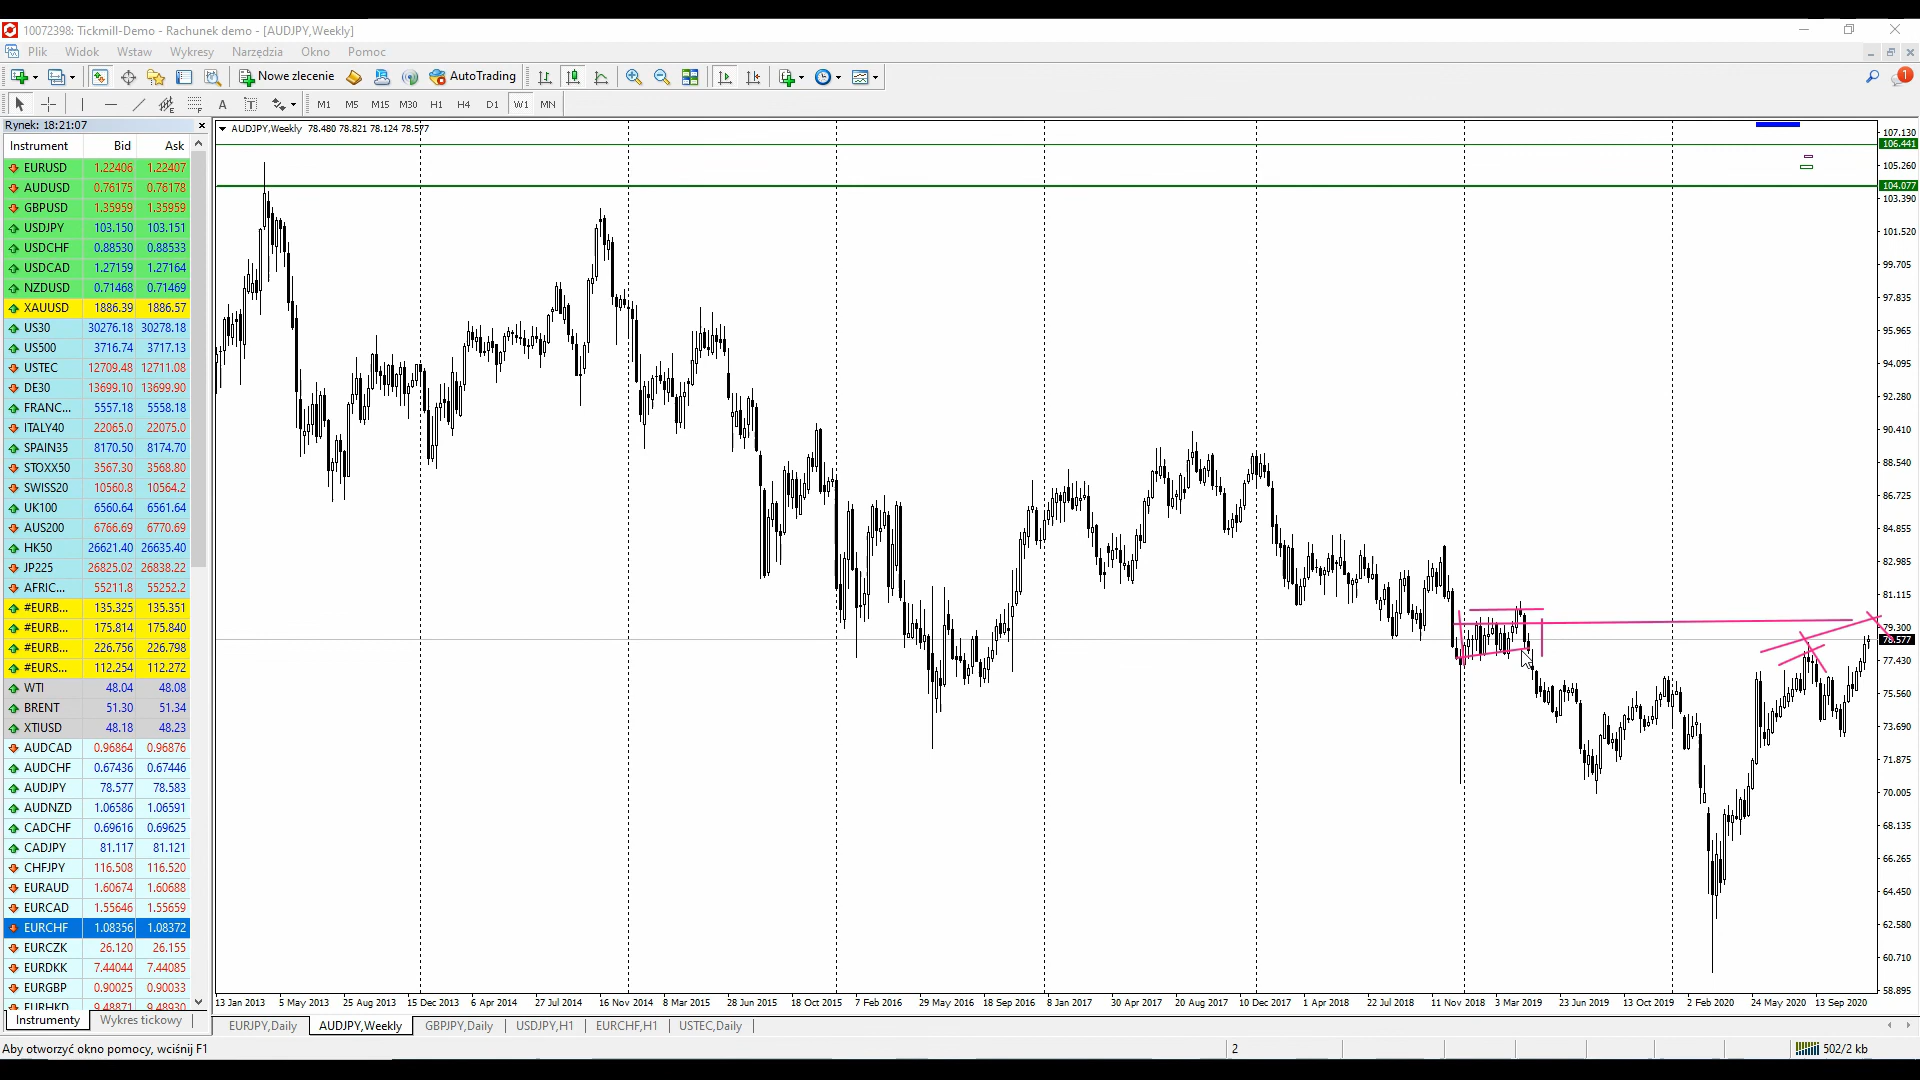 10072398: Tickmill-Demo - Rachunek demo - [AUDJPY,Weekly]
Plik Widok Wstaw Wykresy Narzędzia Okno Pomoc
Nowe zlecenie AutoTrading 1
A T M1 M5 M15 M30 H1 H4 D1 W1 MN
Rynek: 18:21:07
Instrument Bid Ask
EURUSD 1.22406 1.22407
AUDUSD 0.76175 0.76178
GBPUSD 1.35959 1.35959
USDJPY 103.150 103.151
USDCHF 0.88530 0.88533
USDCAD 1.27159 1.27164
NZDUSD 0.71468 0.71469
XAUUSD 1886.39 1886.57
US30 30276.18 30278.18
US500 3716.74 3717.13
USTEC 12709.48 12711.08
DE30 13699.10 13699.90
FRANC... 5557.18 5558.18
ITALY40 22065.0 22075.0
SPAIN35 8170.50 8174.70
STOXX50 3567.30 3568.80
SWISS20 10560.8 10564.2
UK100 6560.64 6561.64
AUS200 6766.69 6770.69
HK50 26621.40 26635.40
JP225 26825.02 26838.22
AFRIC... 55211.8 55252.2
#EURB... 135.325 135.351
#EURB... 175.814 175.840
#EURB... 226.756 226.798
#EURS... 112.254 112.272
WTI 48.04 48.08
BRENT 51.30 51.34
XTIUSD 48.18 48.23
AUDCAD 0.96864 0.96876
AUDCHF 0.67436 0.67446
AUDJPY 78.577 78.583
AUDNZD 1.06586 1.06591
CADCHF 0.69616 0.69625
CADJPY 81.117 81.121
CHFJPY 116.508 116.520
EURAUD 1.60674 1.60688
EURCAD 1.55646 1.55659
EURCHF 1.08356 1.08372
EURCZK 26.120 26.155
EURDKK 7.44044 7.44085
EURGBP 0.90025 0.90033
EURHKD 9.48871 9.48930
Instrumenty Wykres tickowy
AUDJPY,Weekly 78.480 78.821 78.124 78.577
107.130
106.441
105.260
104.077
103.390
101.520
99.705
97.835
95.965
94.095
92.280
90.410
88.540
86.725
84.855
82.985
81.115
79.300
78.577
77.430
75.560
73.690
71.875
70.005
68.135
66.265
64.450
62.580
60.710
58.895
13 Jan 2013 5 May 2013 25 Aug 2013 15 Dec 2013 6 Apr 2014 27 Jul 2014 16 Nov 2014 8 Mar 2015 28 Jun 2015 18 Oct 2015 7 Feb 2016 29 May 2016 18 Sep 2016 8 Jan 2017 30 Apr 2017 20 Aug 2017 10 Dec 2017 1 Apr 2018 22 Jul 2018 11 Nov 2018 3 Mar 2019 23 Jun 2019 13 Oct 2019 2 Feb 2020 24 May 2020 13 Sep 2020
EURJPY,Daily AUDJPY,Weekly GBPJPY,Daily USDJPY,H1 EURCHF,H1 USTEC,Daily
Aby otworzyć okno pomocy, wciśnij F1
2
502/2 kb